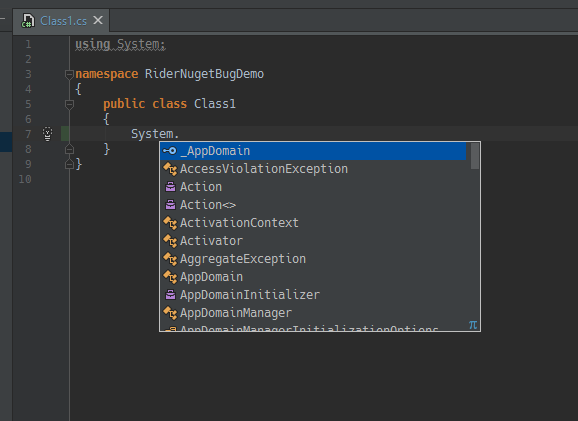 Class1.cs
1 using System;
2
3 namespace RiderNugetBugDemo
4 {
5 public class Class1
6 {
7 System.
_AppDomain
AccessViolationException
Action
Action<>
ActivationContext
Activator
AggregateException
AppDomain
AppDomainInitializer
AppDomainManager
AppDomainManagerInitializationOptions
π
8 }
9 }
10